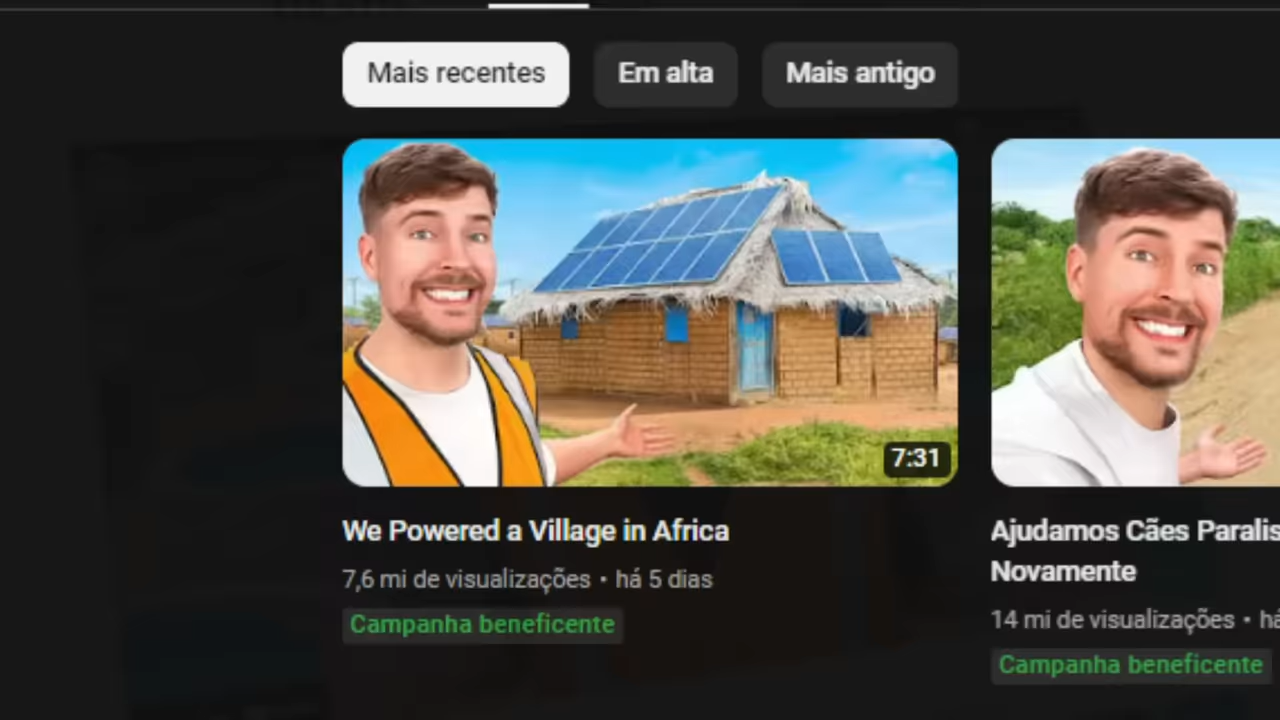 Mais recentes
Em alta
Mais antigo
7:31
We Powered a Village in Africa
7,6 mi de visualizações • há 5 dias
Campanha beneficente
Ajudamos Cães
Novamente
14 mi de visualizações •
Campanha beneficente